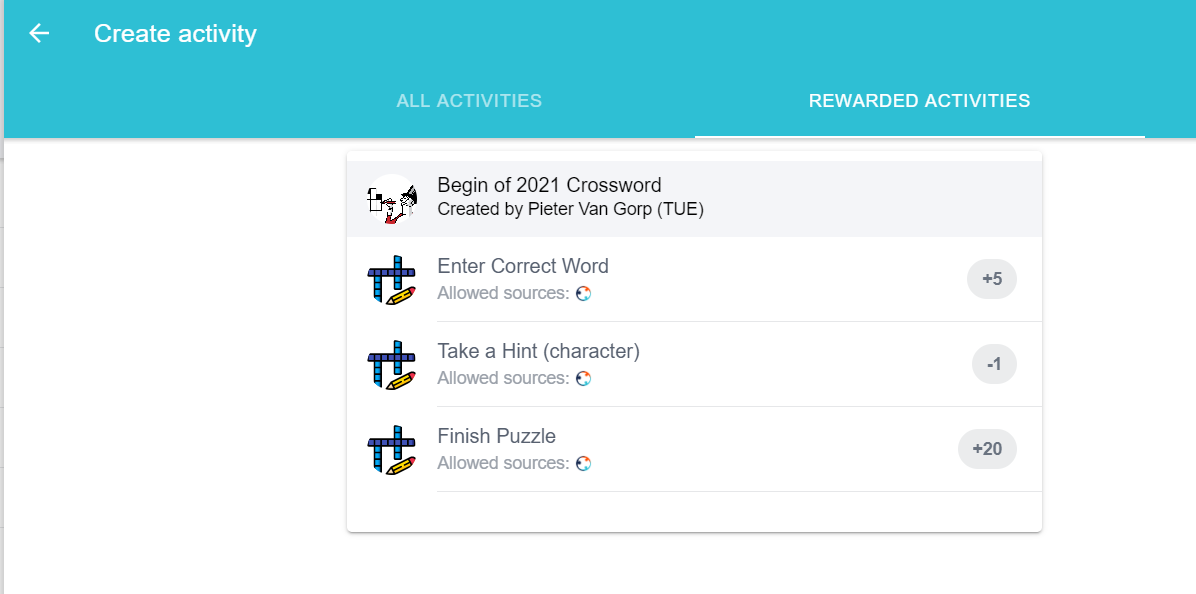 Create activity
ALL ACTIVITIES
REWARDED ACTIVITIES
Begin of 2021 Crossword
Created by Pieter Van Gorp (TUE)
Enter Correct Word
Allowed sources:
+5
Take a Hint (character)
Allowed sources:
-1
Finish Puzzle
Allowed sources:
+20